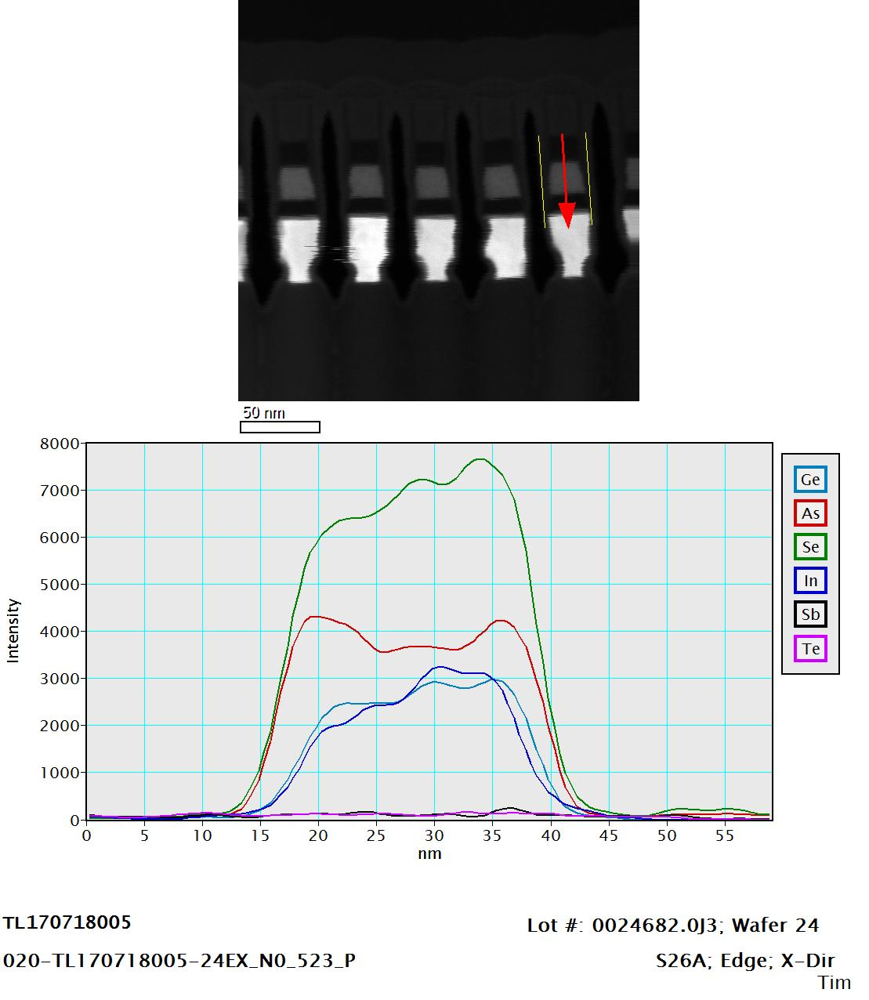 50 nm
8000
7000
6000
5000
4000
3000
2000
1000
0
Intensity
0 5 10 15 20 25 30 35 40 45 50 55
nm
Ge
As
Se
In
Sb
Te
TL170718005
Lot #: 0024682.0J3; Wafer 24
020-TL170718005-24EX_N0_523_P
S26A; Edge; X-Dir
Tim